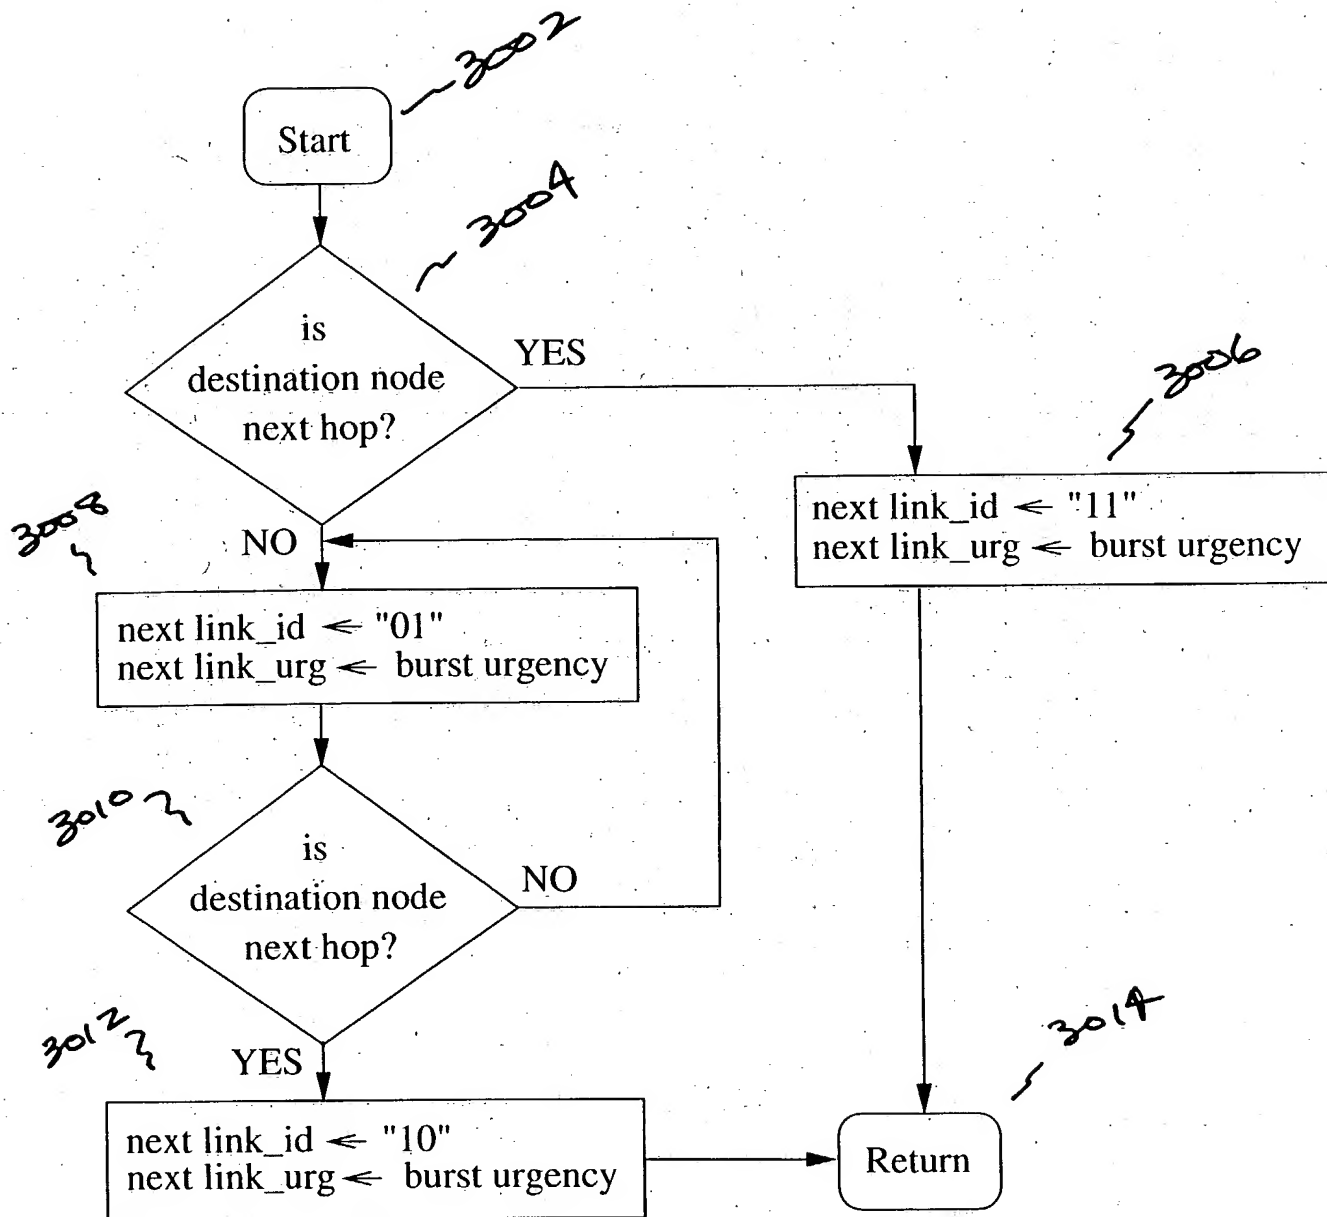 3002
Start
3004
is
destination node
next hop?
YES
3006
next link_id ← "11"
next link_urg ← burst urgency
3008
NO
next link_id ← "01"
next link_urg ← burst urgency
3010
is
destination node
next hop?
NO
3012
YES
next link_id ← "10"
next link_urg ← burst urgency
3014
Return